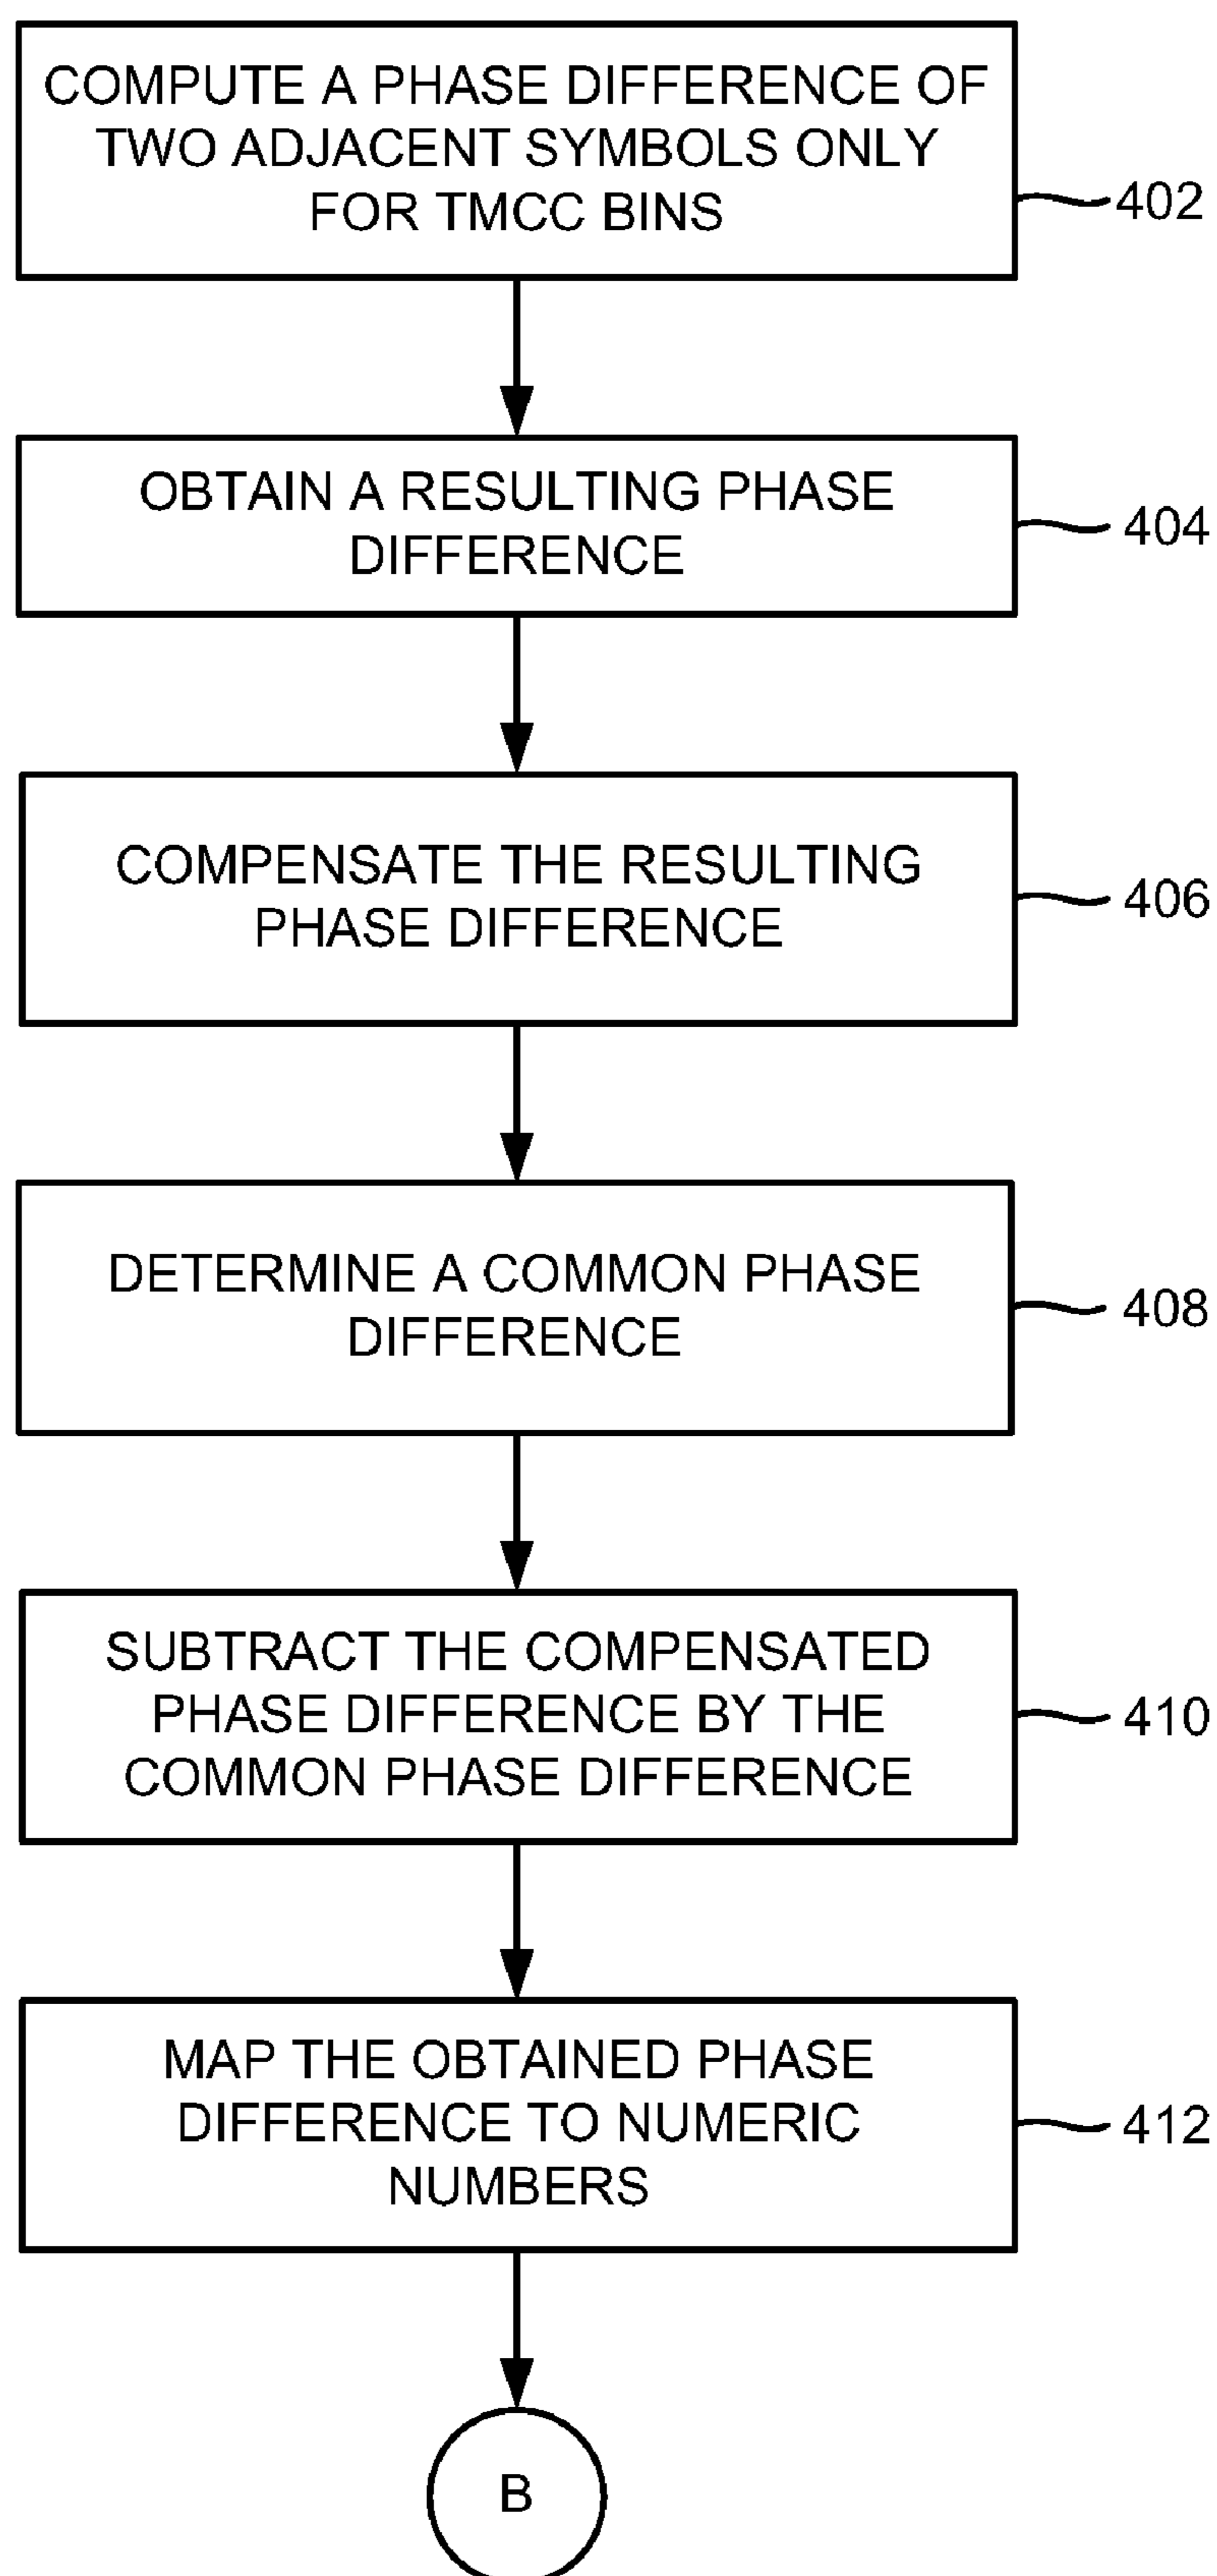 COMPUTE A PHASE DIFFERENCE OF
TWO ADJACENT SYMBOLS ONLY
FOR TMCC BINS
402
OBTAIN A RESULTING PHASE
DIFFERENCE
404
COMPENSATE THE RESULTING
PHASE DIFFERENCE
406
DETERMINE A COMMON PHASE
DIFFERENCE
408
SUBTRACT THE COMPENSATED
PHASE DIFFERENCE BY THE
COMMON PHASE DIFFERENCE
410
MAP THE OBTAINED PHASE
DIFFERENCE TO NUMERIC
NUMBERS
412
B